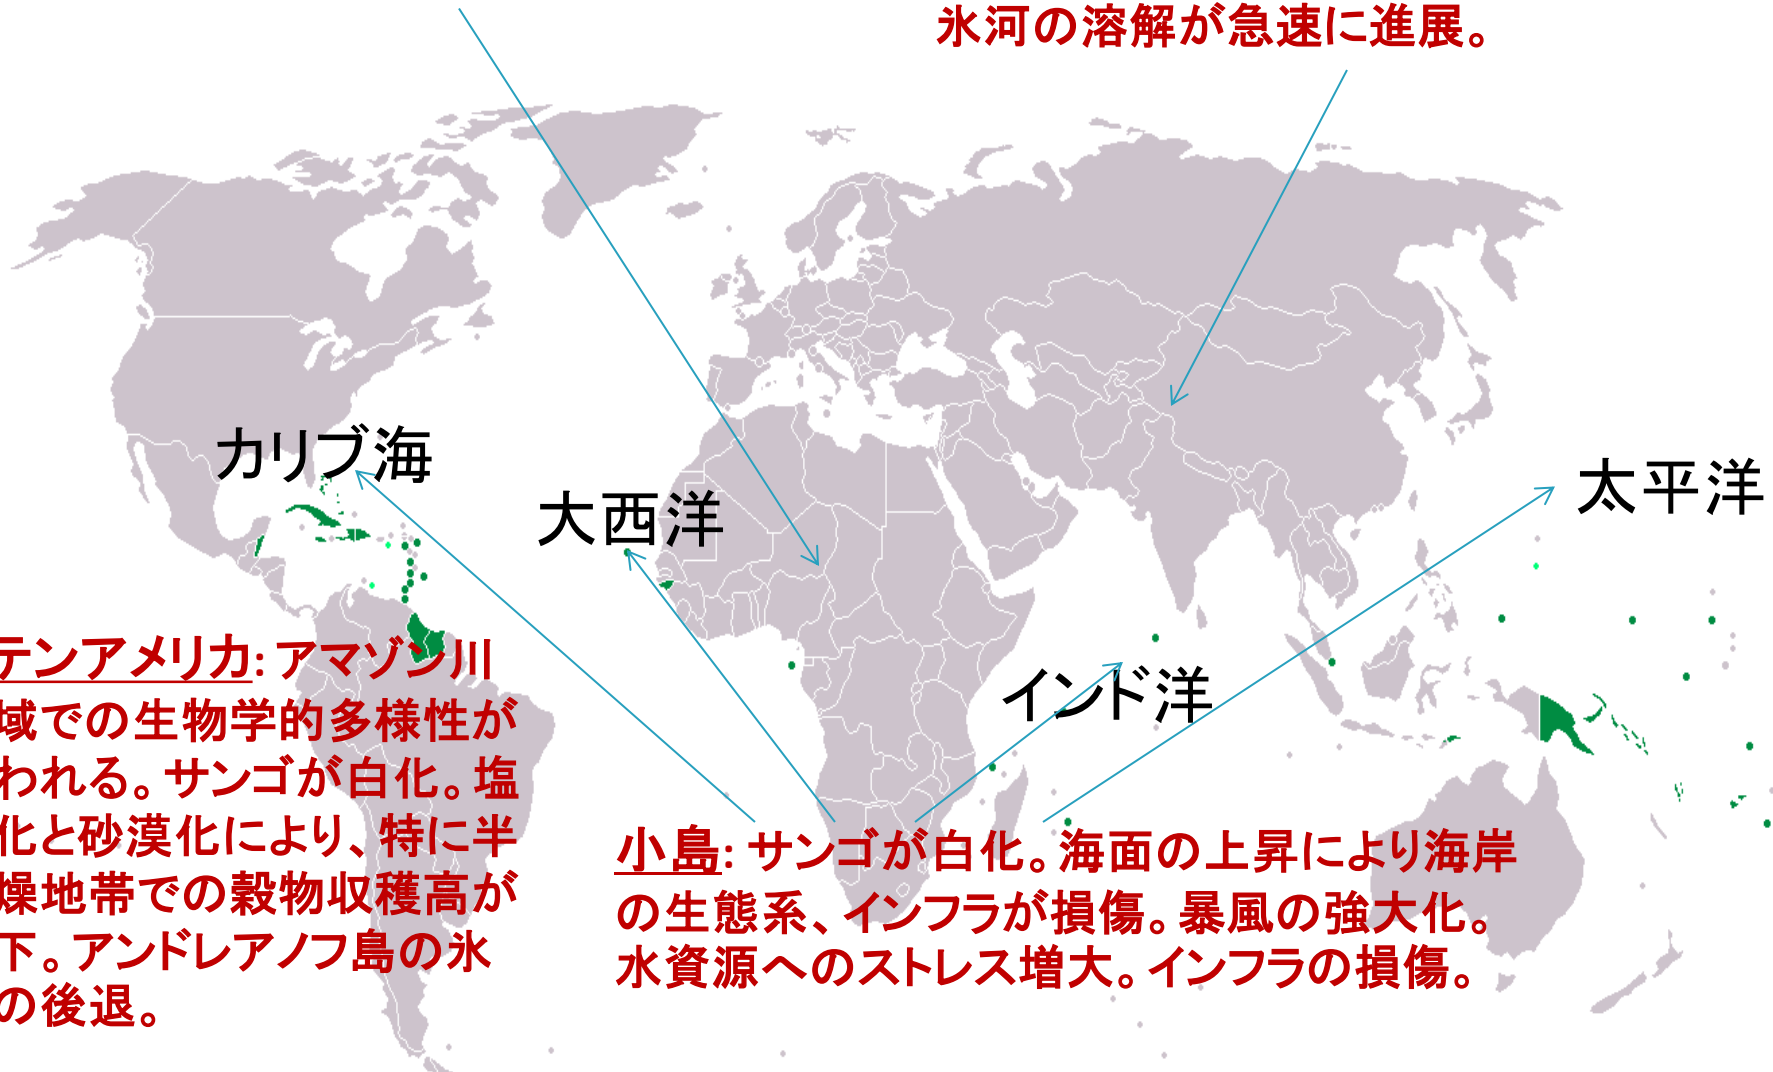 氷河の溶解が急速に進展。
カリブ海
大西洋
太平洋
インド洋
テンアメリカ: アマゾン川
域での生物学的多様性が
われる。サンゴが白化。塩
化と砂漠化により、特に半
燥地帯での穀物収穫高が
下。アンドレアノフ島の氷
の後退。
小島: サンゴが白化。海面の上昇により海岸
の生態系、インフラが損傷。暴風の強大化。
水資源へのストレス増大。インフラの損傷。